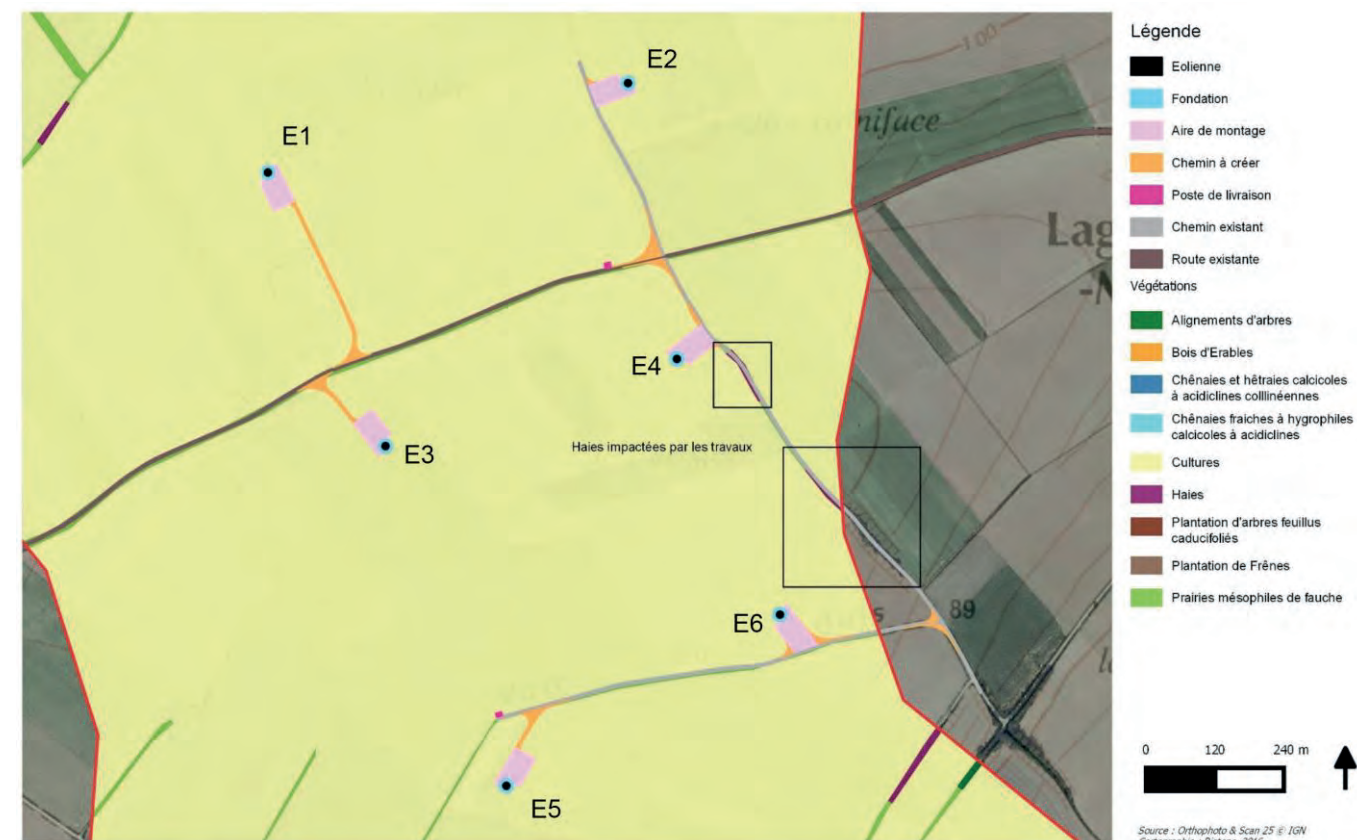 100
niface
Lag
E2
E1
E4
E3
Haies impactées par les travaux
E6
89
E5
Légende
Eolienne
Fondation
Aire de montage
Chemin à créer
Poste de livraison
Chemin existant
Route existante
Végétations
Alignements d'arbres
Bois d'Erables
Chênaies et hêtraies calcicoles
à acidiclines colllinéennes
Chênaies fraiches à hygrophiles
calcicoles à acidiclines
Cultures
Haies
Plantation d'arbres feuillus
caducifoliés
Plantation de Frênes
Prairies mésophiles de fauche
0 120 240 m
Source : Orthophoto & Scan 25 © IGN